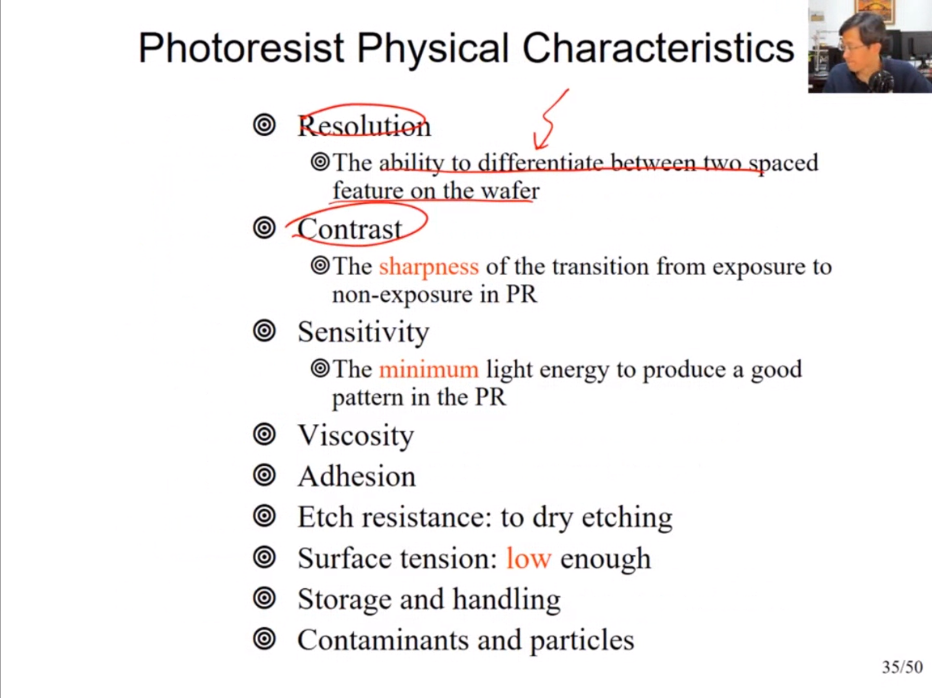 Photoresist Physical Characteristics
Resolution
The ability to differentiate between two spaced
feature on the wafer
Contrast
The sharpness of the transition from exposure to
non-exposure in PR
Sensitivity
The minimum light energy to produce a good
pattern in the PR
Viscosity
Adhesion
Etch resistance: to dry etching
Surface tension: low enough
Storage and handling
Contaminants and particles
35/50